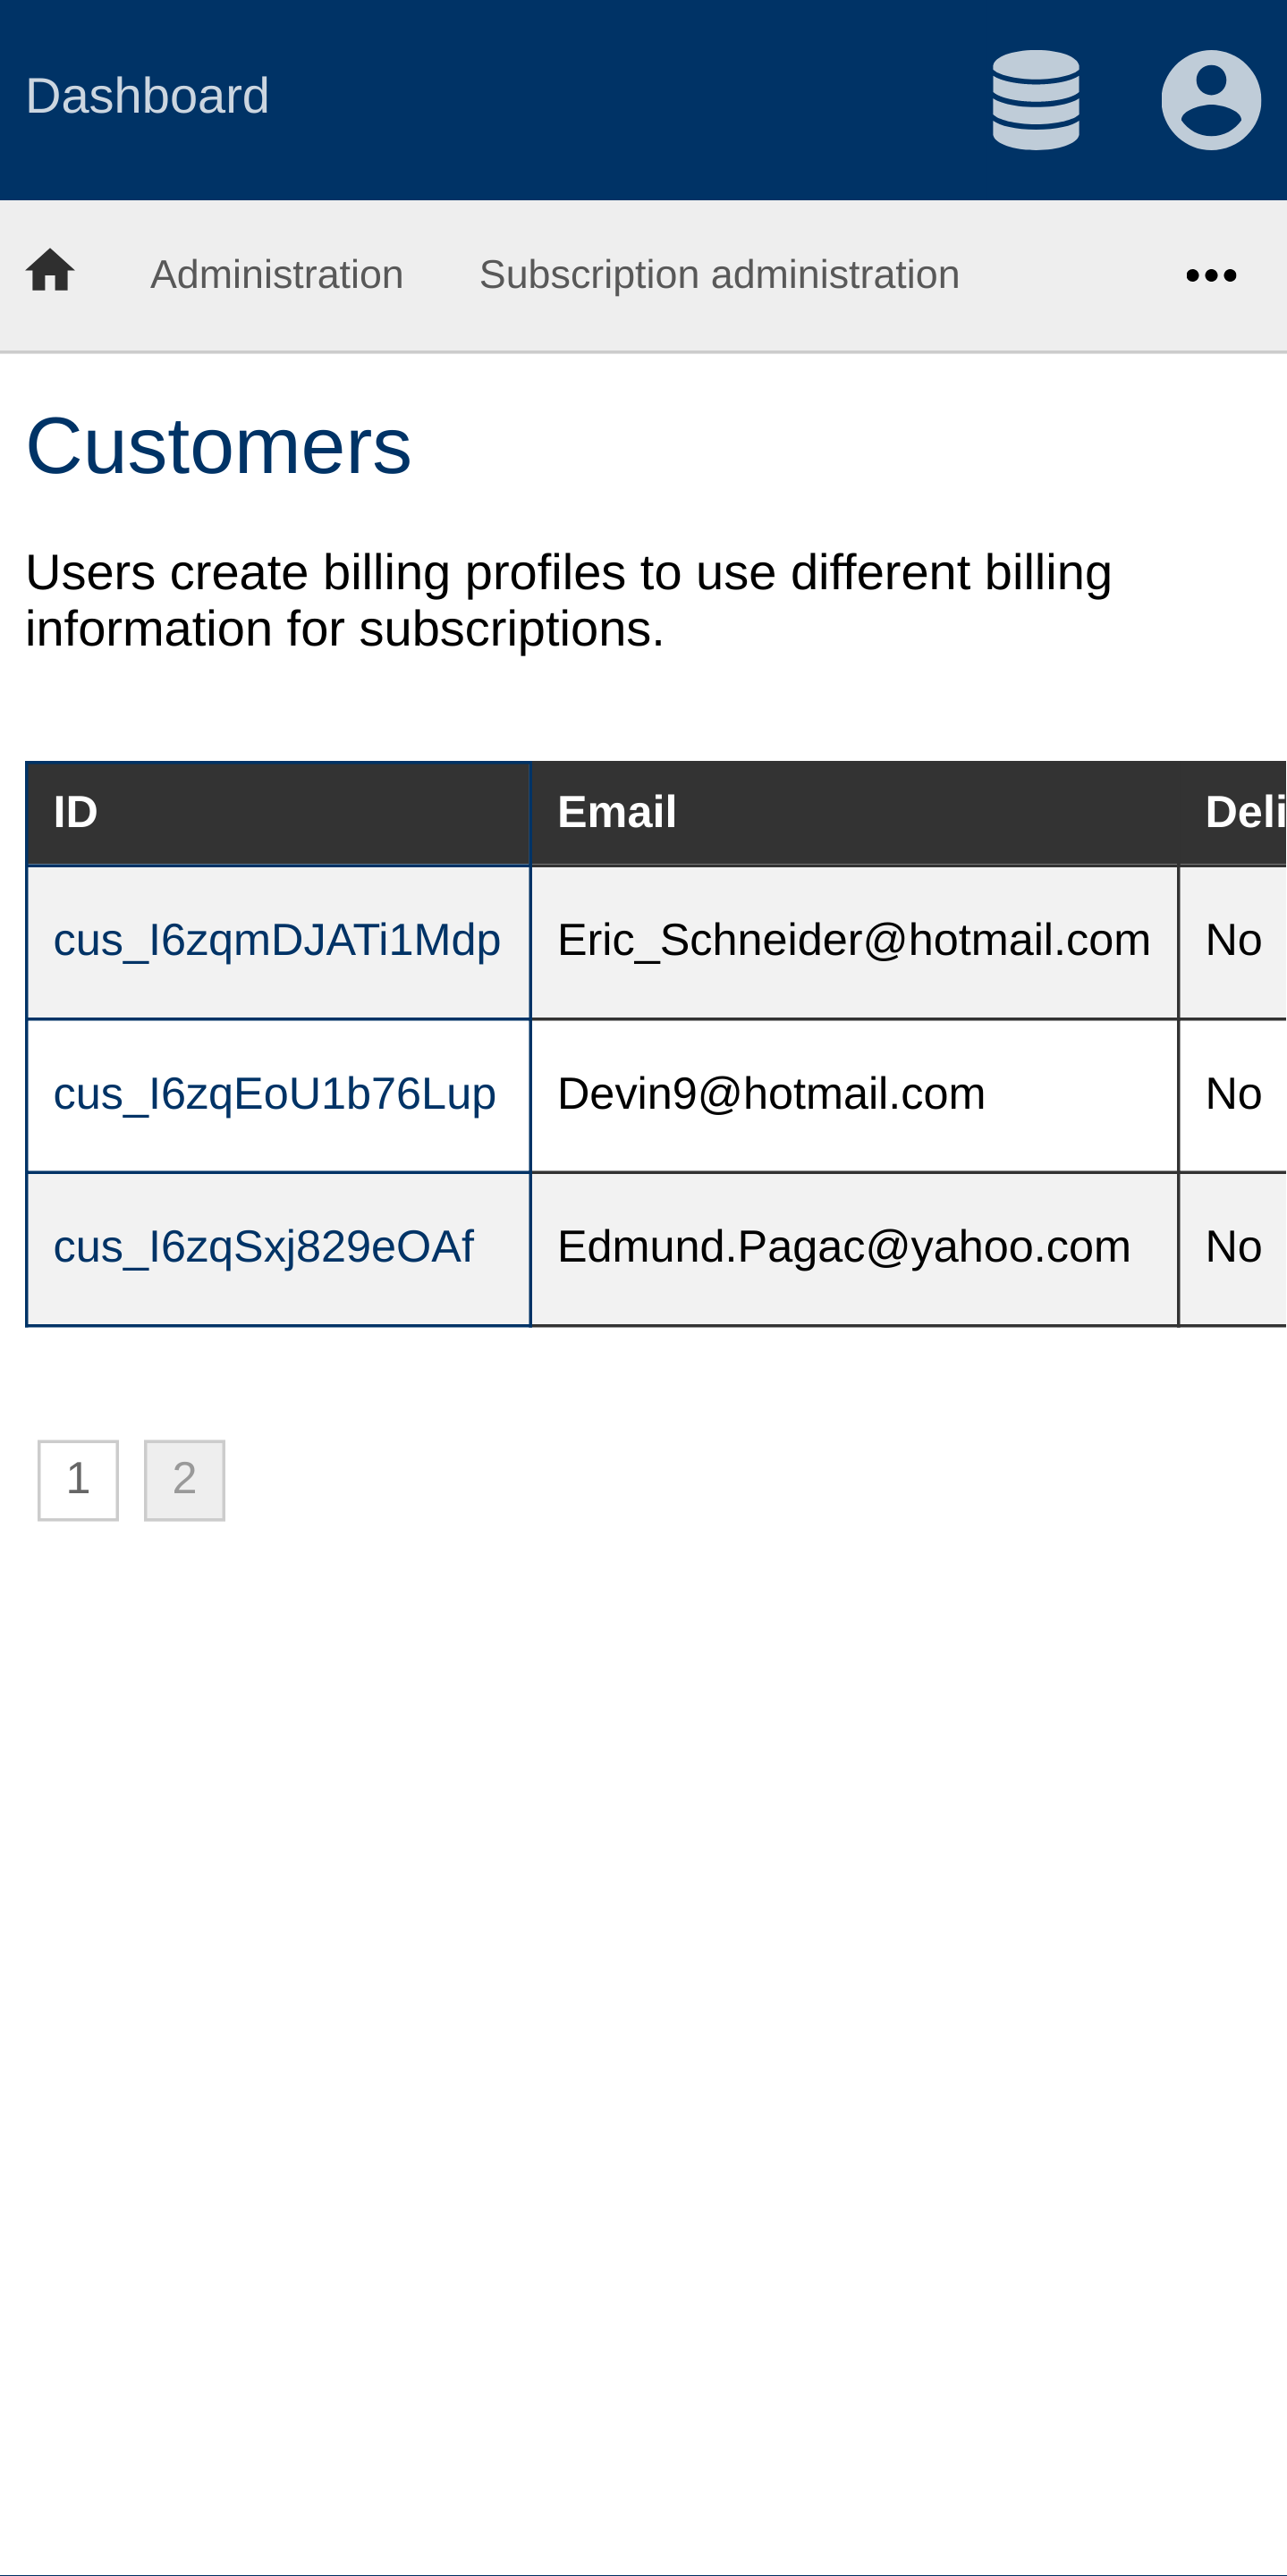 Dashboard
Administration Subscription administration
Customers
Users create billing profiles to use different billing
information for subscriptions.
ID Email Deli
cus_I6zqmDJATi1Mdp Eric_Schneider@hotmail.com No
cus_I6zqEoU1b76Lup Devin9@hotmail.com No
cus_I6zqSxj829eOAf Edmund.Pagac@yahoo.com No
1 2